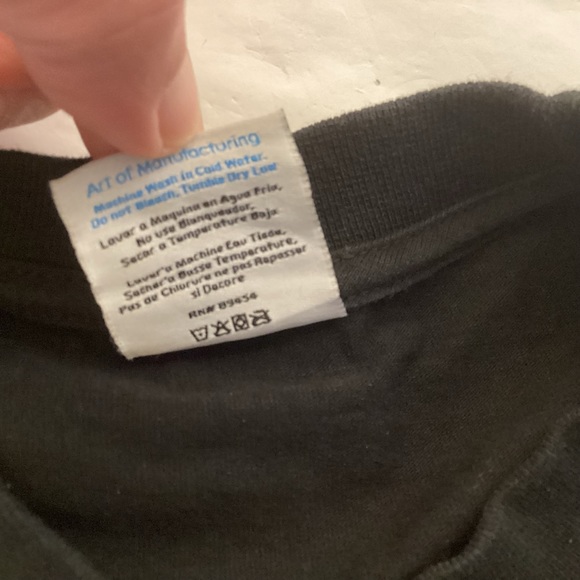 Art of Manufacturing
Machine Wash in Cold Water.
Do not Bleach. Tumble Dry Low
Lavar a Maquina en Agua Fria.
No use Blanqueador.
Secar a Temperature Baja
Laver a Machine Eau Tiede,
Secher a Basse Temperature,
Pas de Chlorure ne pas Repasser
si Decore
RN# 89454